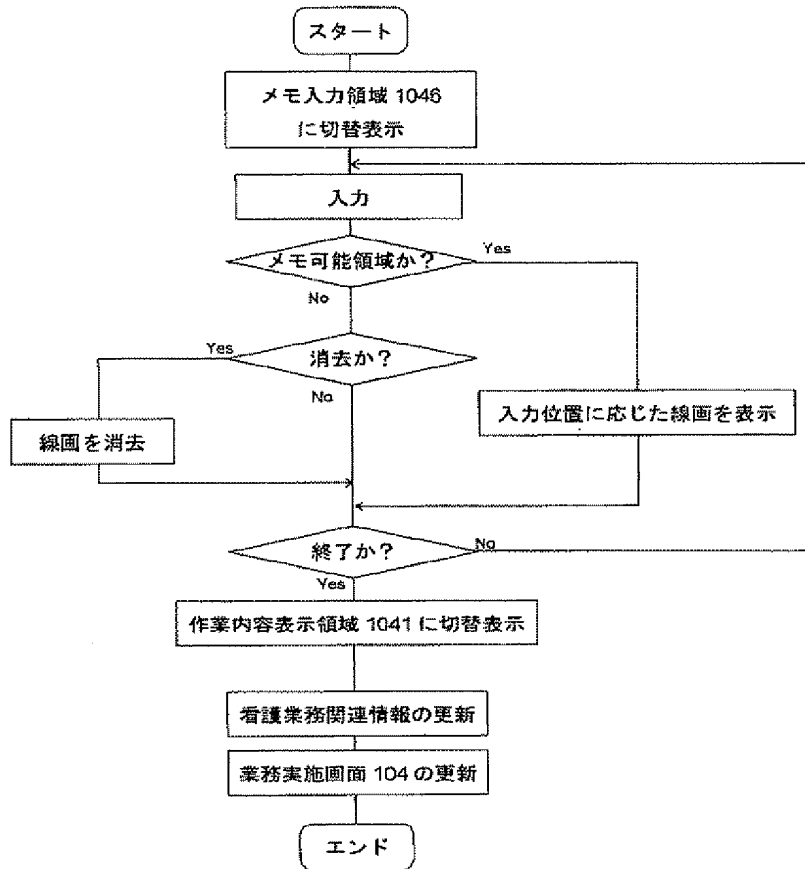 スタート
メモ入力領域 1046
に切替表示
入力
メモ可能領域か？
Yes
No
消去か？
Yes
No
線画を消去
入力位置に応じた線画を表示
終了か？
No
Yes
作業内容表示領域 1041 に切替表示
看護業務関連情報の更新
業務実施画面 104 の更新
エンド